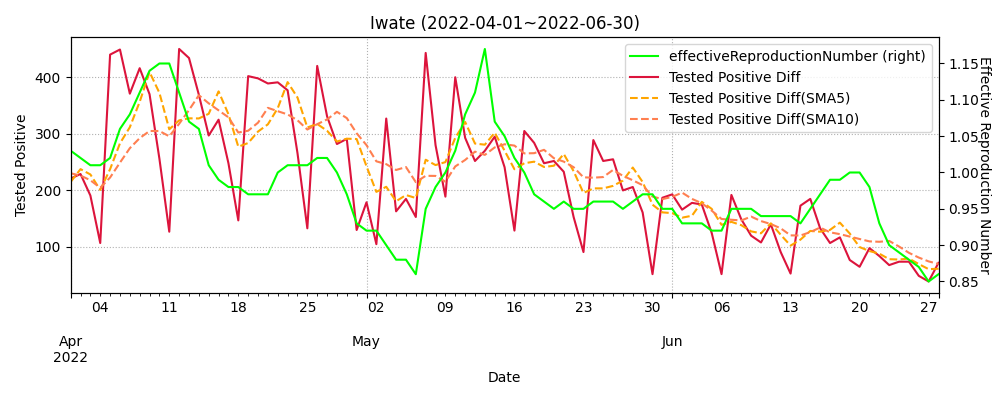 Iwate (2022-04-01~2022-06-30)
effectiveReproductionNumber (right)
Tested Positive Diff
Tested Positive Diff(SMA5)
Tested Positive Diff(SMA10)
Tested Positive
400
300
200
100
Effective Reproduction Number
1.15
1.10
1.05
1.00
0.95
0.90
0.85
04 11 18 25 02 09 16 23 30 06 13 20 27
Apr May Jun
2022
Date